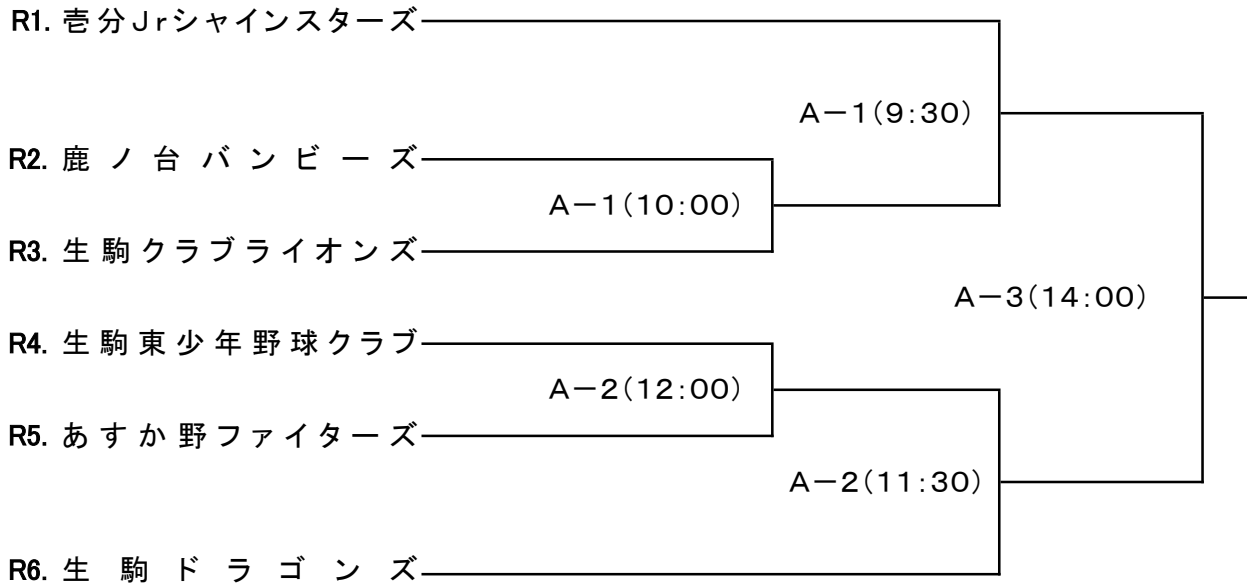 R1. 壱分Jrシャインスターズ
A－1(9:30)
R2. 鹿ノ台バンビーズ
A－1(10:00)
R3. 生駒クラブライオンズ
A－3(14:00)
R4. 生駒東少年野球クラブ
A－2(12:00)
R5. あすか野ファイターズ
A－2(11:30)
R6. 生駒ドラゴンズ